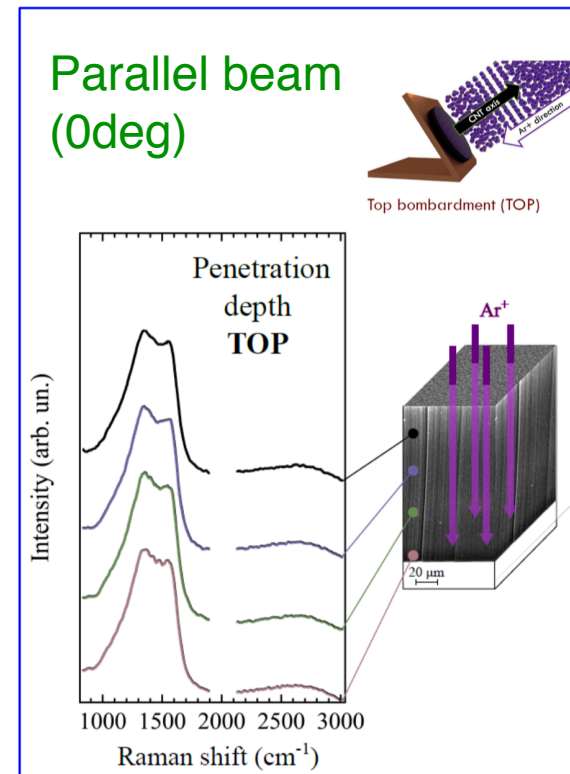 Parallel beam
(0deg)
CNT axis
Ar+ direction
Top bombardment (TOP)
Penetration
depth
TOP
Ar⁺
20 μm
Intensity (arb. un.)
1000 1500 2000 2500 3000
Raman shift (cm⁻¹)